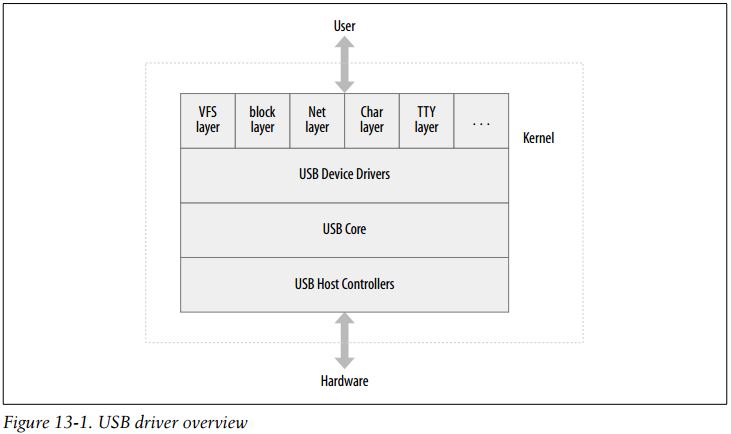 User
VFS
layer
block
layer
Net
layer
Char
layer
TTY
layer
...
Kernel
USB Device Drivers
USB Core
USB Host Controllers
Hardware
Figure 13-1. USB driver overview